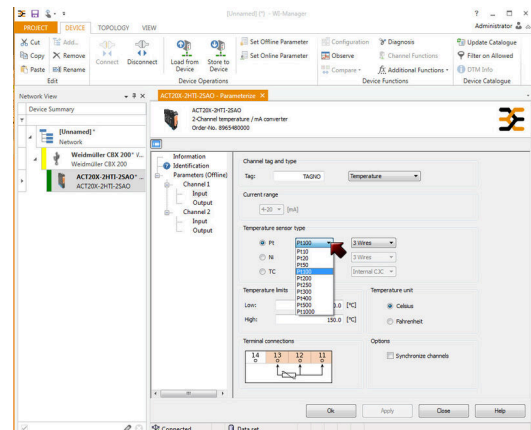 [Unnamed] (*) - WI-Manager
PROJECT DEVICE TOPOLOGY VIEW
Administrator
Cut Add...
Copy Remove
Paste Rename
Connect Disconnect
Load from Device
Store to Device
Set Offline Parameter
Set Online Parameter
Configuration Diagnosis
Observe Channel Functions
Compare Additional Functions
Update Catalogue
Filter on Allowed
DTM Info
Edit Device Operations Device Functions Device Catalogue
Network View
Device Summary
[Unnamed]*
Network
Weidmüller CBX 200*
Weidmüller CBX 200
ACT20X-2HTI-2SAO*
ACT20X-2HTI-2SAO
ACT20X-2HTI-2SAO - Parameterize
ACT20X-2HTI-2SAO
2-Channel temperature / mA converter
Order-No. 8965480000
Information
Identification
Parameters (Offline)
Channel 1
Input
Output
Channel 2
Input
Output
Channel tag and type
Tag: TAGNO Temperature
Current range
4-20 [mA]
Temperature sensor type
Pt Pt100 3 Wires
Ni 3 Wires
TC Internal CJC
Pt10
Pt20
Pt50
Pt100
Pt200
Pt250
Pt300
Pt400
Pt500
Pt1000
Temperature limits Temperature unit
Low: [°C] Celsius
High: 150.0 [°C] Fahrenheit
Terminal connections Options
14 13 12 11
Synchronize channels
Ok Apply Close Help
Connected Data set